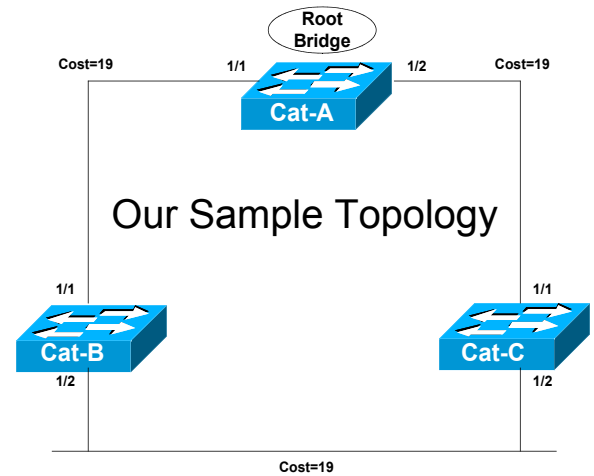 Root
Bridge
Cost=19
1/1
1/2
Cost=19
Cat-A
Our Sample Topology
1/1
1/1
Cat-B
Cat-C
1/2
1/2
Cost=19